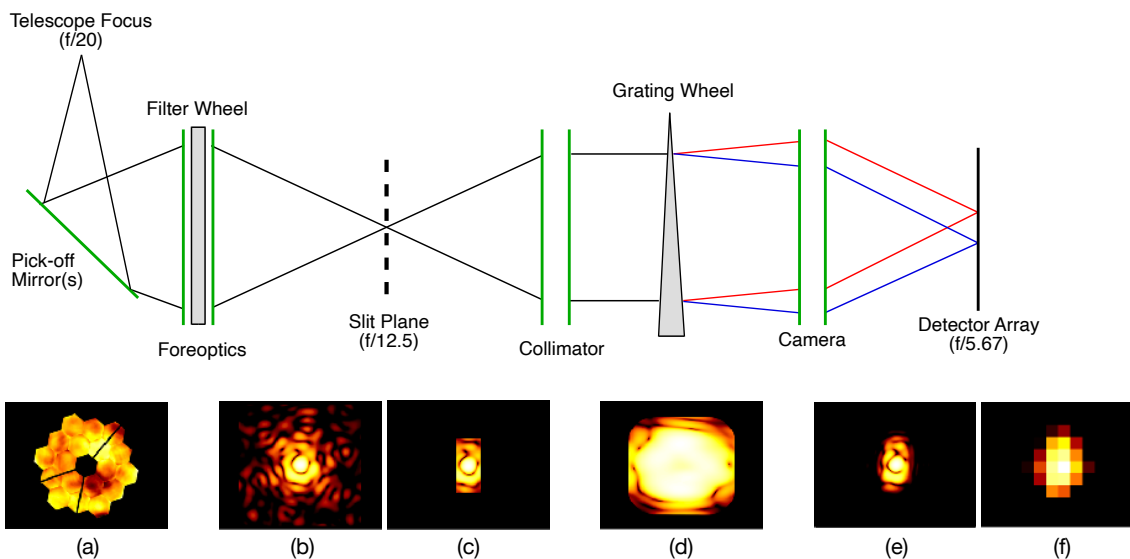 Telescope Focus
(f/20)
Filter Wheel
Grating Wheel
Pick-off
Mirror(s)
Foreoptics
Slit Plane
(f/12.5)
Collimator
Camera
Detector Array
(f/5.67)
(a)
(b)
(c)
(d)
(e)
(f)